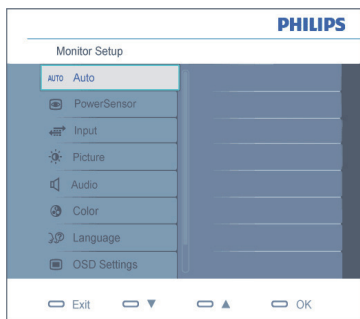 PHILIPS
Monitor Setup
AUTO Auto
PowerSensor
Input
Picture
Audio
Color
Language
OSD Settings
Exit ▼ ▲ OK